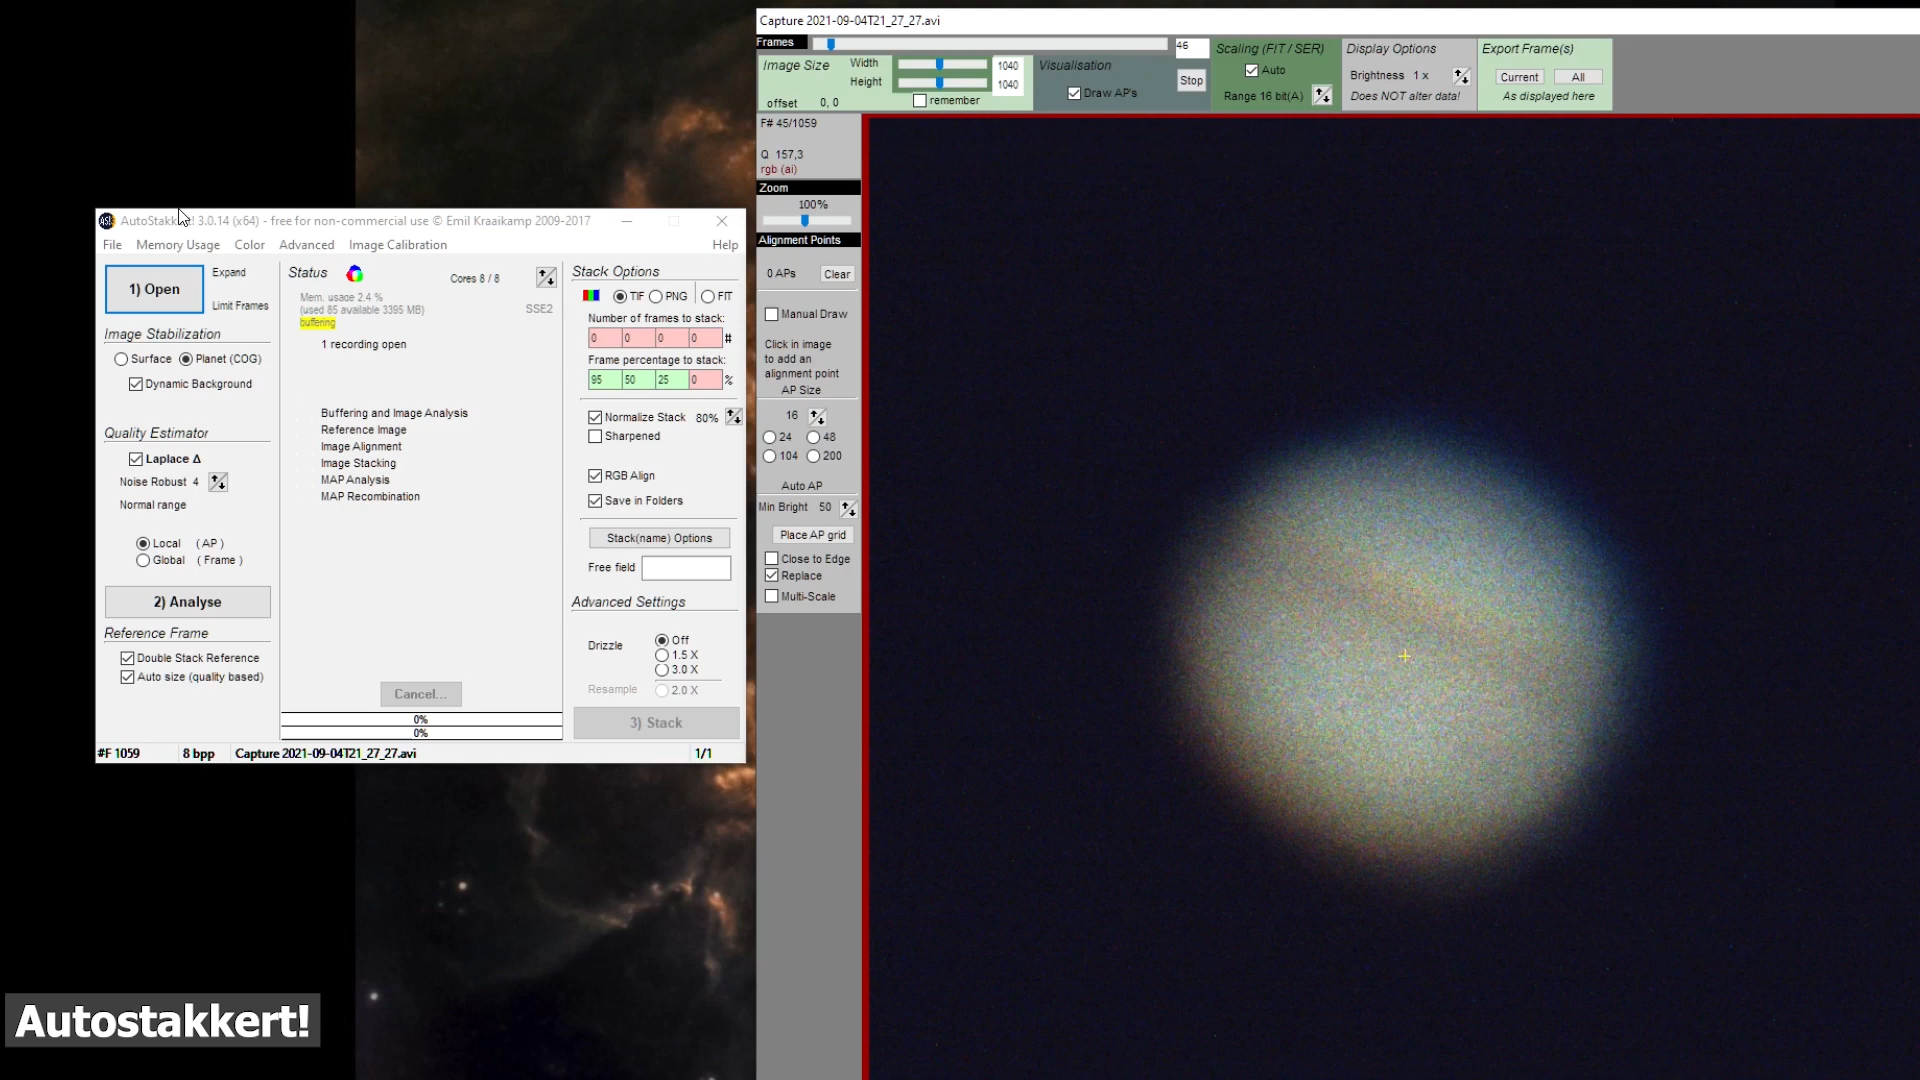 Capture 2021-09-04T21_27_27.avi
Frames
46
Image Size
Width
1040
Height
1040
offset 0, 0
remember
Visualisation
Draw AP's
Stop
Scaling (FIT / SER)
Auto
Range 16 bit(A)
Display Options
Brightness 1 x
Does NOT alter data!
Export Frame(s)
Current
All
As displayed here
F# 45/1059
Q 157,3
rgb (ai)
Zoom
100%
Alignment Points
0 APs
Clear
Manual Draw
Click in image
to add an
alignment point
AP Size
16
24
48
104
200
Auto AP
Min Bright 50
Place AP grid
Close to Edge
Replace
Multi-Scale
AutoStakkert! 3.0.14 (x64) - free for non-commercial use © Emil Kraaikamp 2009-2017
File Memory Usage Color Advanced Image Calibration Help
1) Open
Expand
Limit Frames
Image Stabilization
Surface
Planet (COG)
Dynamic Background
Quality Estimator
Laplace Δ
Noise Robust 4
Normal range
Local (AP)
Global (Frame)
2) Analyse
Reference Frame
Double Stack Reference
Auto size (quality based)
Status
Cores 8 / 8
Mem. usage 2.4 %
(used 85 available 3395 MB)
SSE2
buffering
1 recording open
Buffering and Image Analysis
Reference Image
Image Alignment
Image Stacking
MAP Analysis
MAP Recombination
Cancel...
0%
0%
Stack Options
TIF
PNG
FIT
Number of frames to stack:
0 0 0 0 #
Frame percentage to stack:
95 50 25 0 %
Normalize Stack 80%
Sharpened
RGB Align
Save in Folders
Stack(name) Options
Free field
Advanced Settings
Drizzle
Off
1.5 X
3.0 X
Resample
2.0 X
3) Stack
#F 1059 8 bpp Capture 2021-09-04T21_27_27.avi 1/1
Autostakkert!